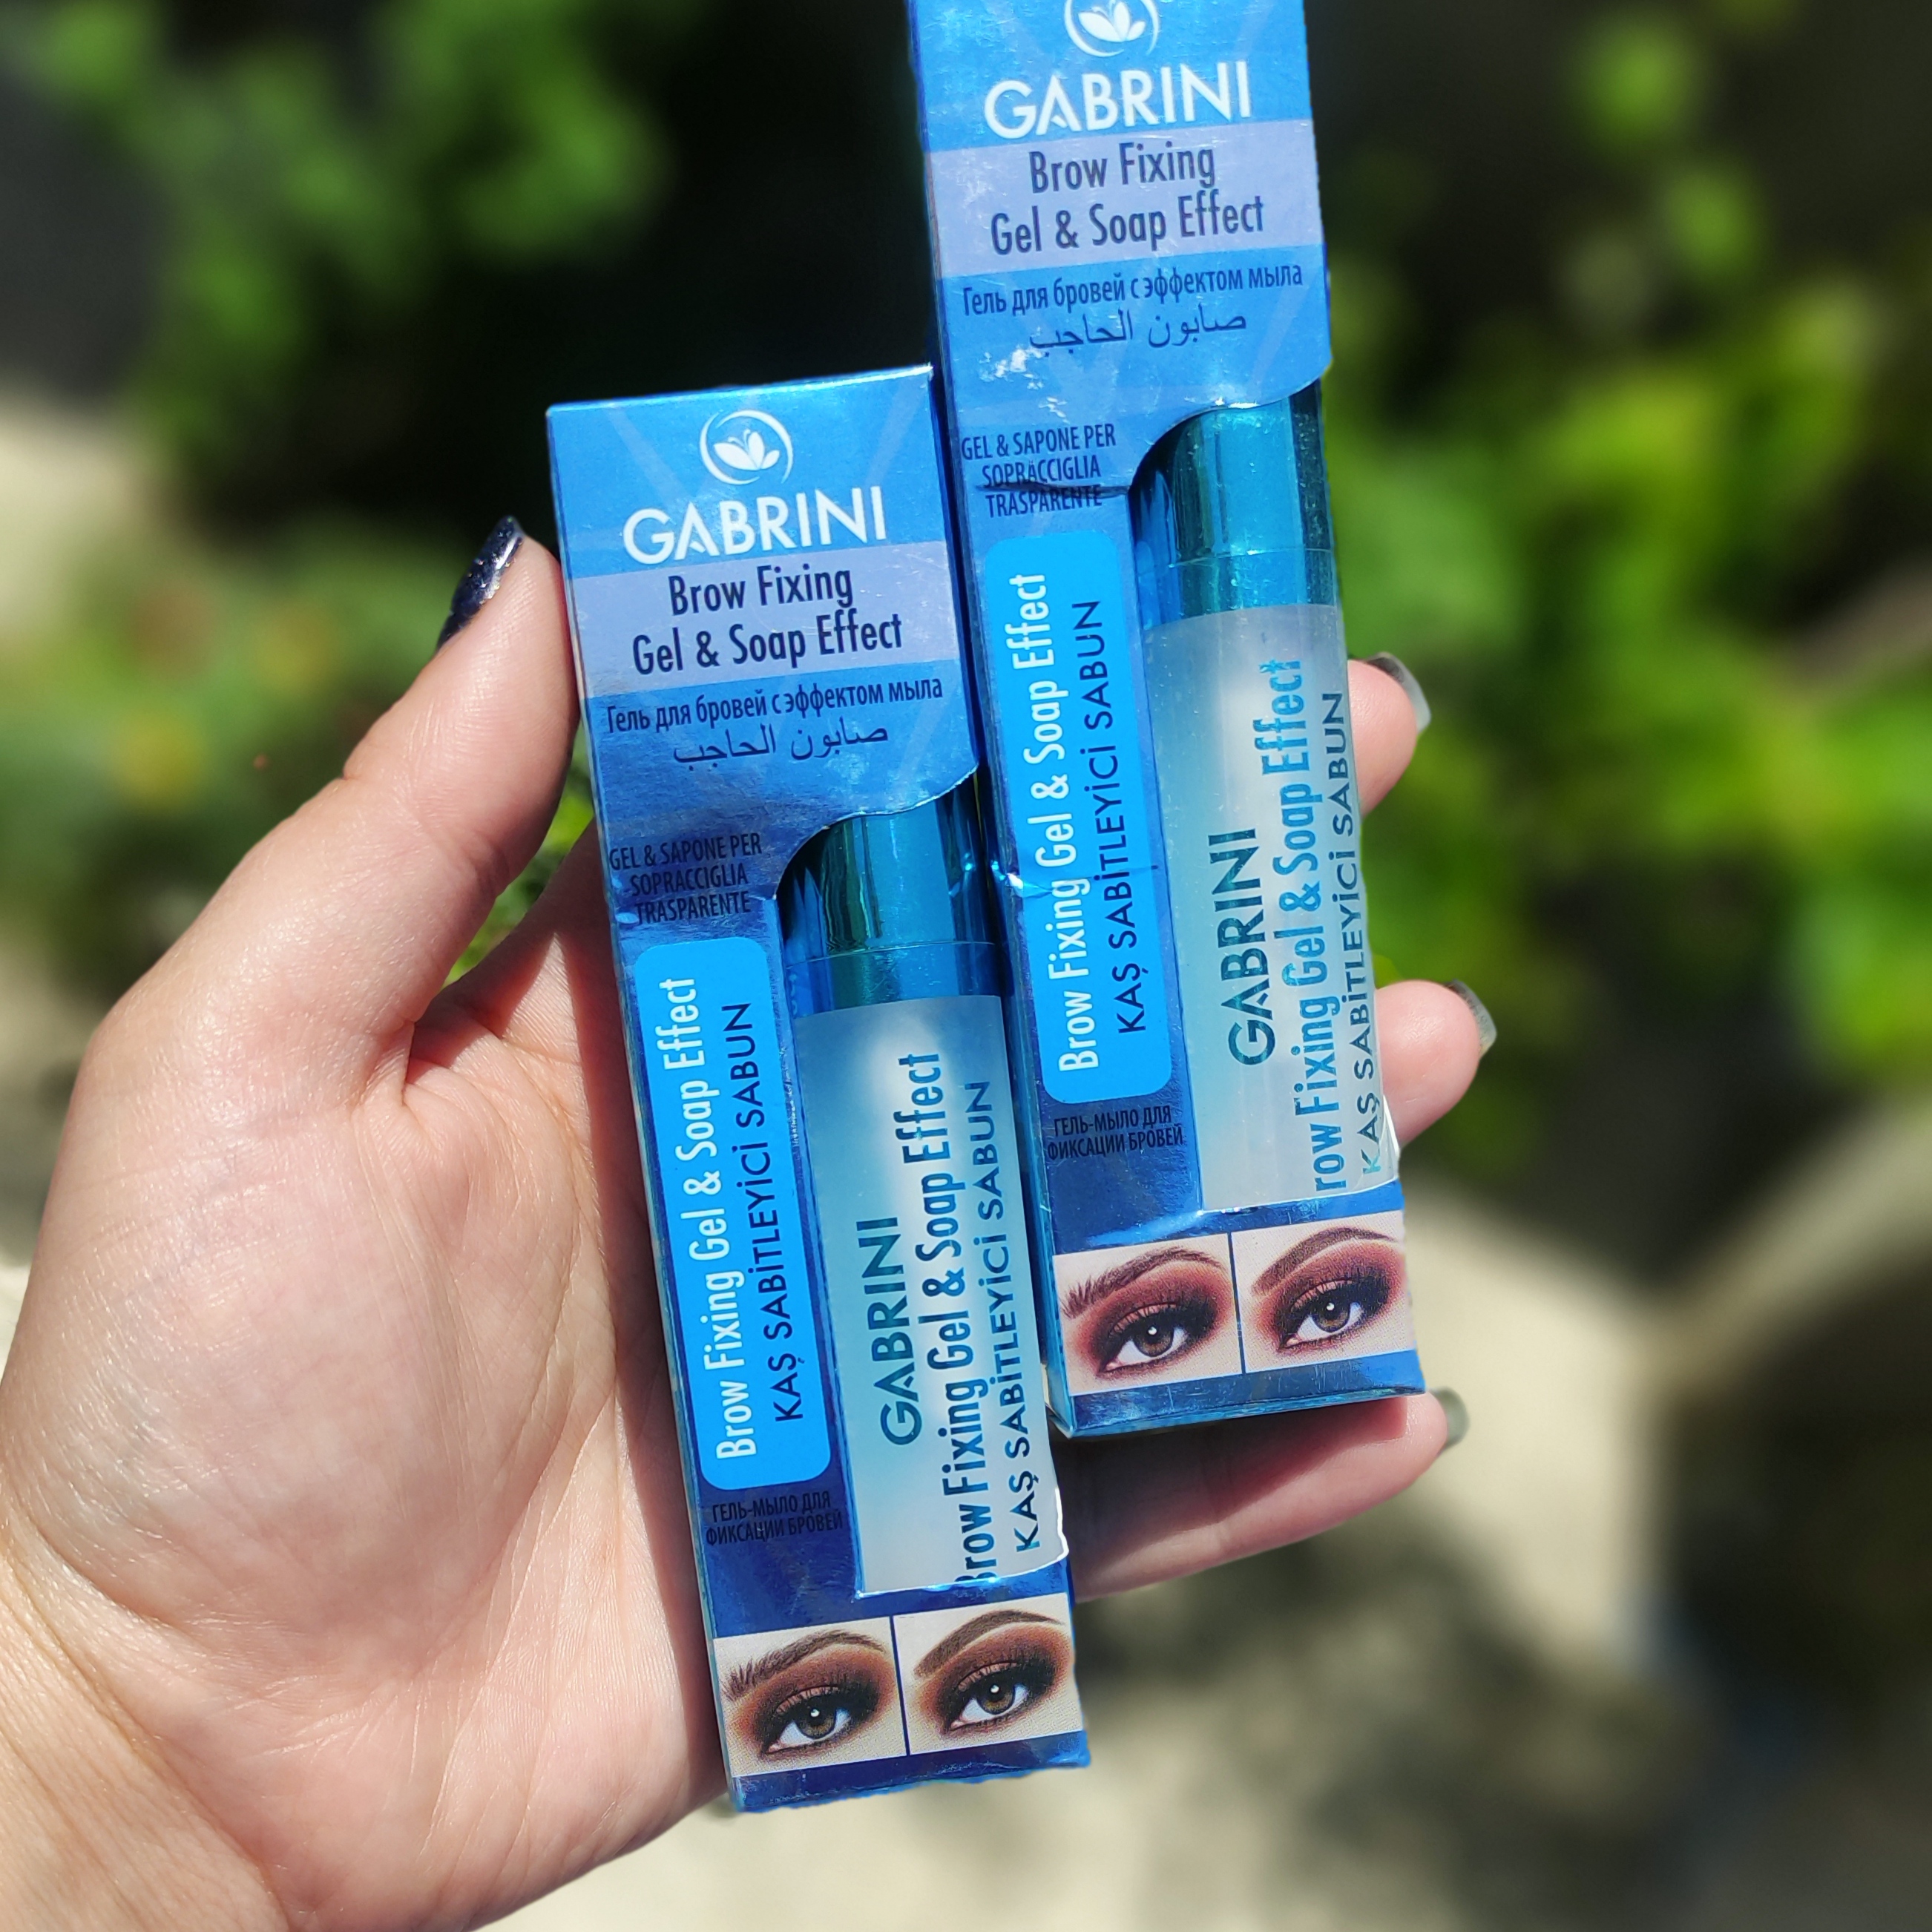 GABRINI
Brow Fixing
Gel & Soap Effect
Гель для бровей с эффектом мыла
صابون الحاجب
GEL & SAPONE PER
SOPRACCIGLIA
TRASPARENTE
Brow Fixing Gel & Soap Effect
KAŞ SABİTLEYİCİ SABUN
ГЕЛЬ-МЫЛО ДЛЯ
ФИКСАЦИИ БРОВЕЙ
GABRINI
Brow Fixing Gel & Soap Effect
KAŞ SABİTLEYİCİ SABUN
GABRINI
Brow Fixing
Gel & Soap Effect
Гель для бровей с эффектом мыла
صابون الحاجب
GEL & SAPONE PER
SOPRACCIGLIA
TRASPARENTE
Brow Fixing Gel & Soap Effect
KAŞ SABİTLEYİCİ SABUN
ГЕЛЬ-МЫЛО ДЛЯ
ФИКСАЦИИ БРОВЕЙ
GABRINI
row Fixing Gel & Soap Effect
KAŞ SABİTLEYİCİ SABUN